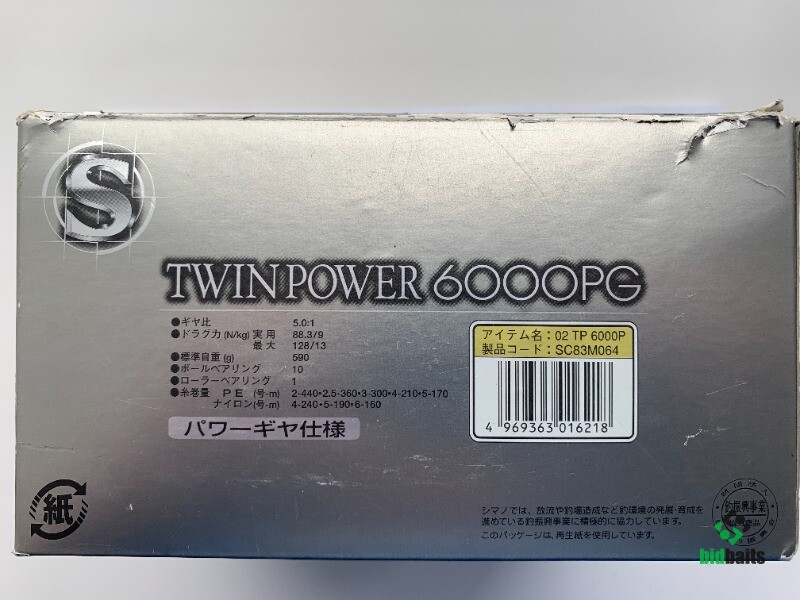 S
TWINPOWER 6000PG
●ギヤ比 5.0:1
●ドラグ力(N/kg) 実用 88.3/9
最大 128/13
●標準自重(g) 590
●ボールベアリング 10
●ローラーベアリング 1
●糸巻量 PE (号-m) 2-440・2.5-360・3-300・4-210・5-170
ナイロン(号-m) 4-240・5-190・6-160
パワーギヤ仕様
アイテム名:02 TP 6000P
製品コード:SC83M064
4 969363 016218
シマノでは、放流や釣場造成など釣環境の発展・育成を
進めている釣振興事業に積極的に協力しています。
このパッケージは、再生紙を使用しています。
紙
釣振興事業
bidbaits